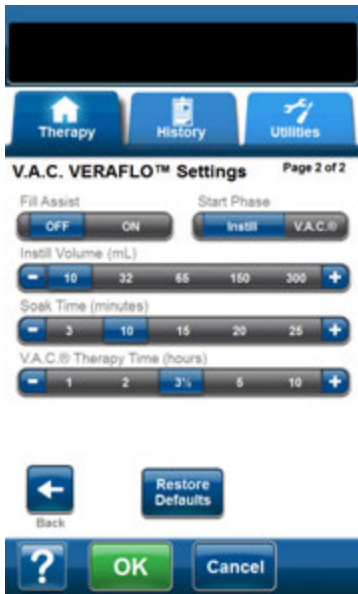 Therapy History Utilities
V.A.C. VERAFLO™ Settings Page 2 of 2
Fill Assist Start Phase
OFF ON Instill V.A.C.®
Instill Volume (mL)
- 10 32 65 150 300 +
Soak Time (minutes)
- 3 10 15 20 25 +
V.A.C.® Therapy Time (hours)
- 1 2 3½ 5 10 +
Restore
Defaults
Back
? OK Cancel